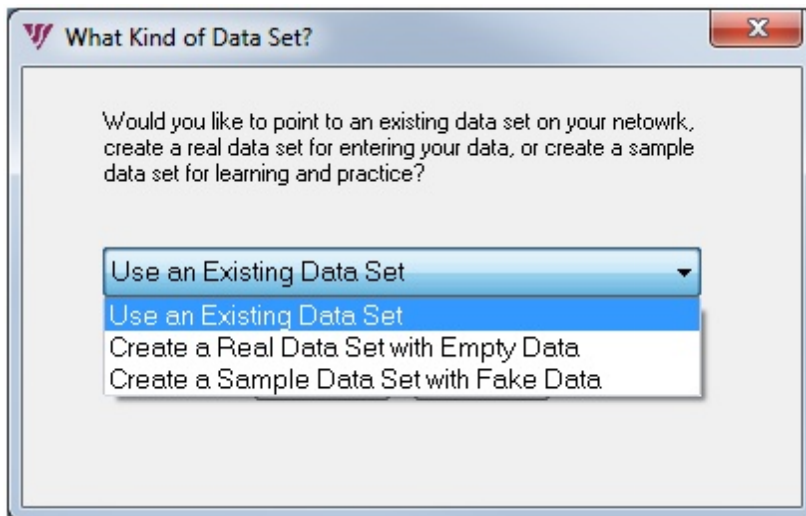 What Kind of Data Set?
Would you like to point to an existing data set on your netowrk,
create a real data set for entering your data, or create a sample
data set for learning and practice?
Use an Existing Data Set
Use an Existing Data Set
Create a Real Data Set with Empty Data
Create a Sample Data Set with Fake Data